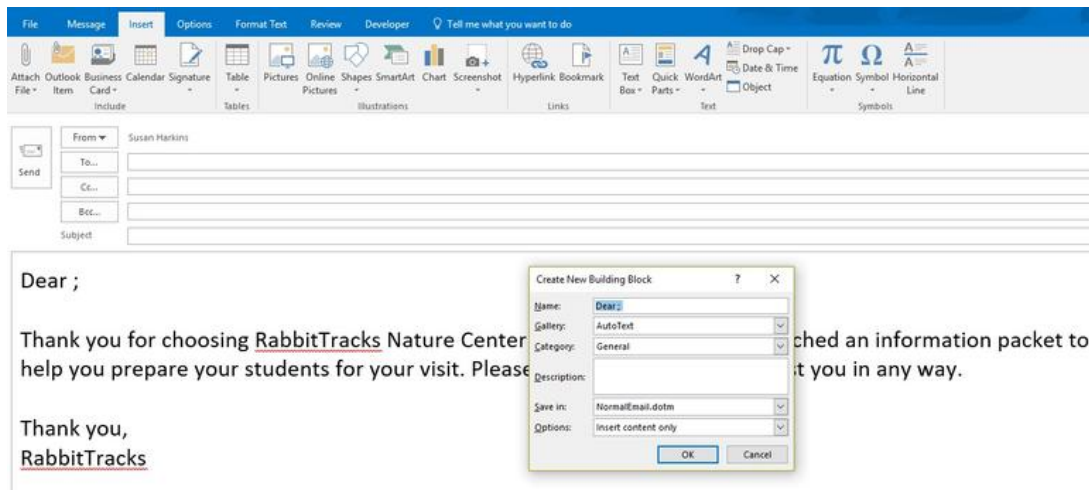 File Message Insert Options Format Text Review Developer Tell me what you want to do
Attach File Outlook Item Business Card Calendar Signature Table Pictures Online Pictures Shapes SmartArt Chart Screenshot Hyperlink Bookmark Text Box Quick Parts WordArt Drop Cap Date & Time Object Equation Symbol Horizontal Line
Include Tables Illustrations Links Text Symbols
From Susan Harkins
Send
To...
Cc...
Bcc...
Subject
Dear ;
Thank you for choosing RabbitTracks Nature Center ched an information packet to
help you prepare your students for your visit. Please t you in any way.
Thank you,
RabbitTracks
Create New Building Block ? X
Name: Dear ;
Gallery: AutoText
Category: General
Description:
Save in: NormalEmail.dotm
Options: Insert content only
OK Cancel